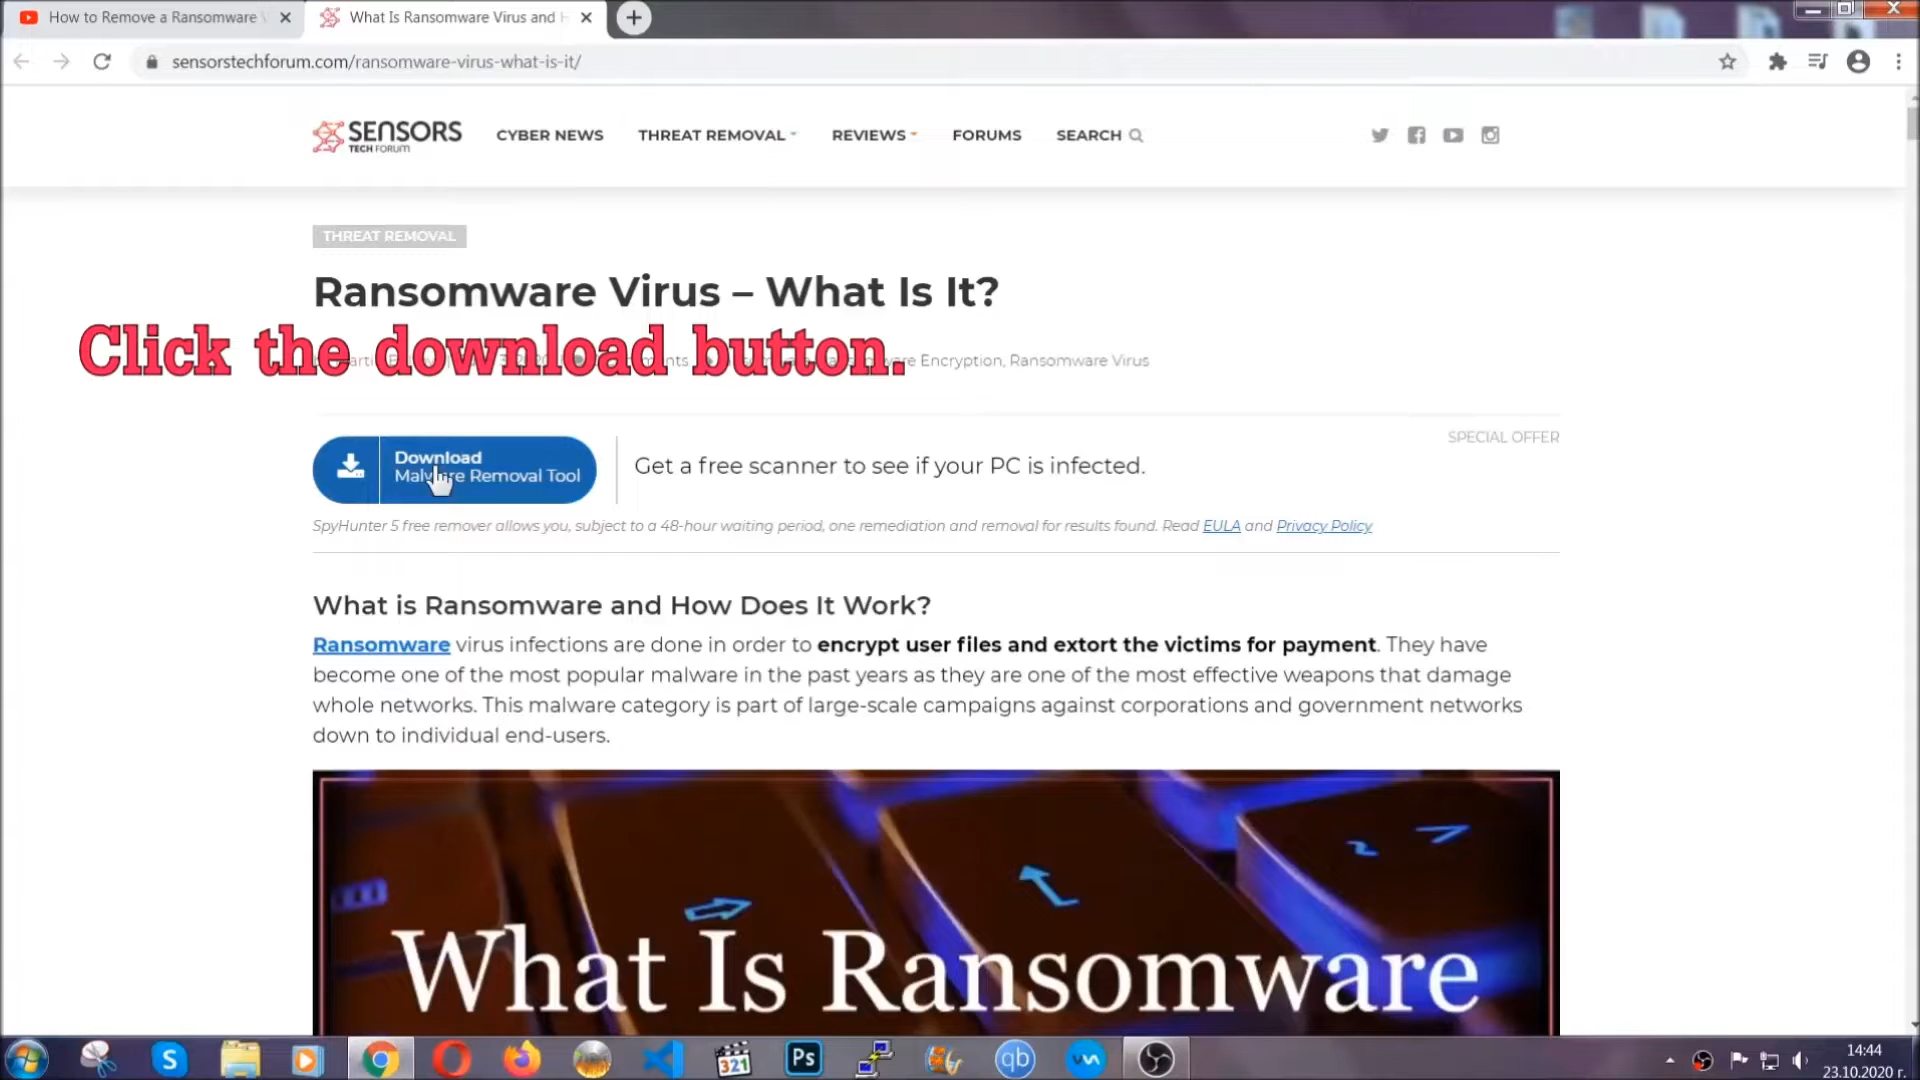 How to Remove a Ransomware
What Is Ransomware Virus and
sensorstechforum.com/ransomware-virus-what-is-it/
SENSORS
TECH FORUM
CYBER NEWS
THREAT REMOVAL
REVIEWS
FORUMS
SEARCH
THREAT REMOVAL
Ransomware Virus – What Is It?
Click the download button.
Encryption, Ransomware Virus
SPECIAL OFFER
Download
Malware Removal Tool
Get a free scanner to see if your PC is infected.
SpyHunter 5 free remover allows you, subject to a 48-hour waiting period, one remediation and removal for results found. Read EULA and Privacy Policy
What is Ransomware and How Does It Work?
Ransomware virus infections are done in order to encrypt user files and extort the victims for payment. They have
become one of the most popular malware in the past years as they are one of the most effective weapons that damage
whole networks. This malware category is part of large-scale campaigns against corporations and government networks
down to individual end-users.
What Is Ransomware
S
321
Ps
qb
14:44
23.10.2020 г.